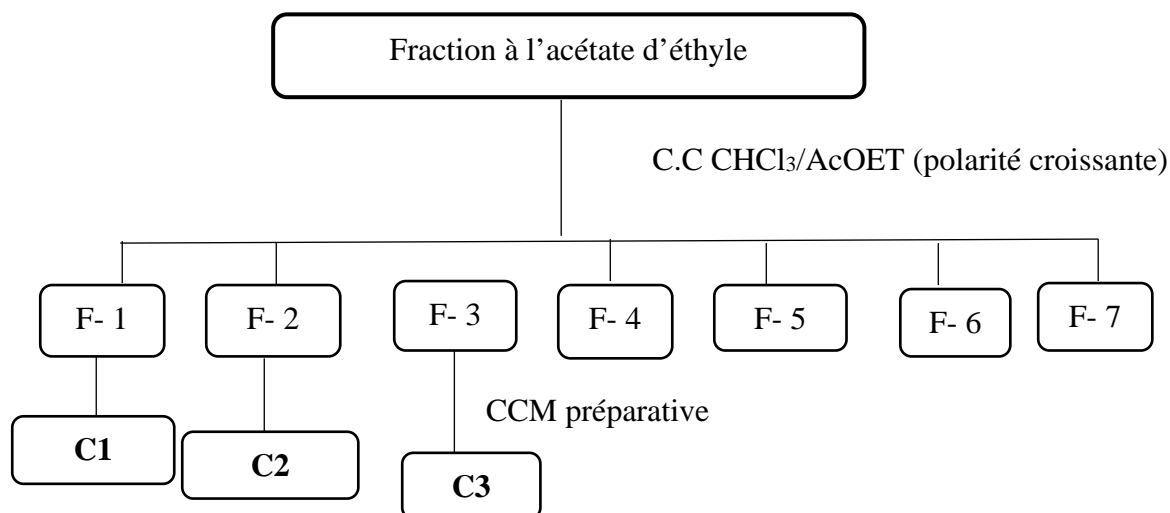 Fraction à l’acétate d’éthyle
C.C CHCl₃/AcOET (polarité croissante)
F- 1
F- 2
F- 3
F- 4
F- 5
F- 6
F- 7
CCM préparative
C1
C2
C3